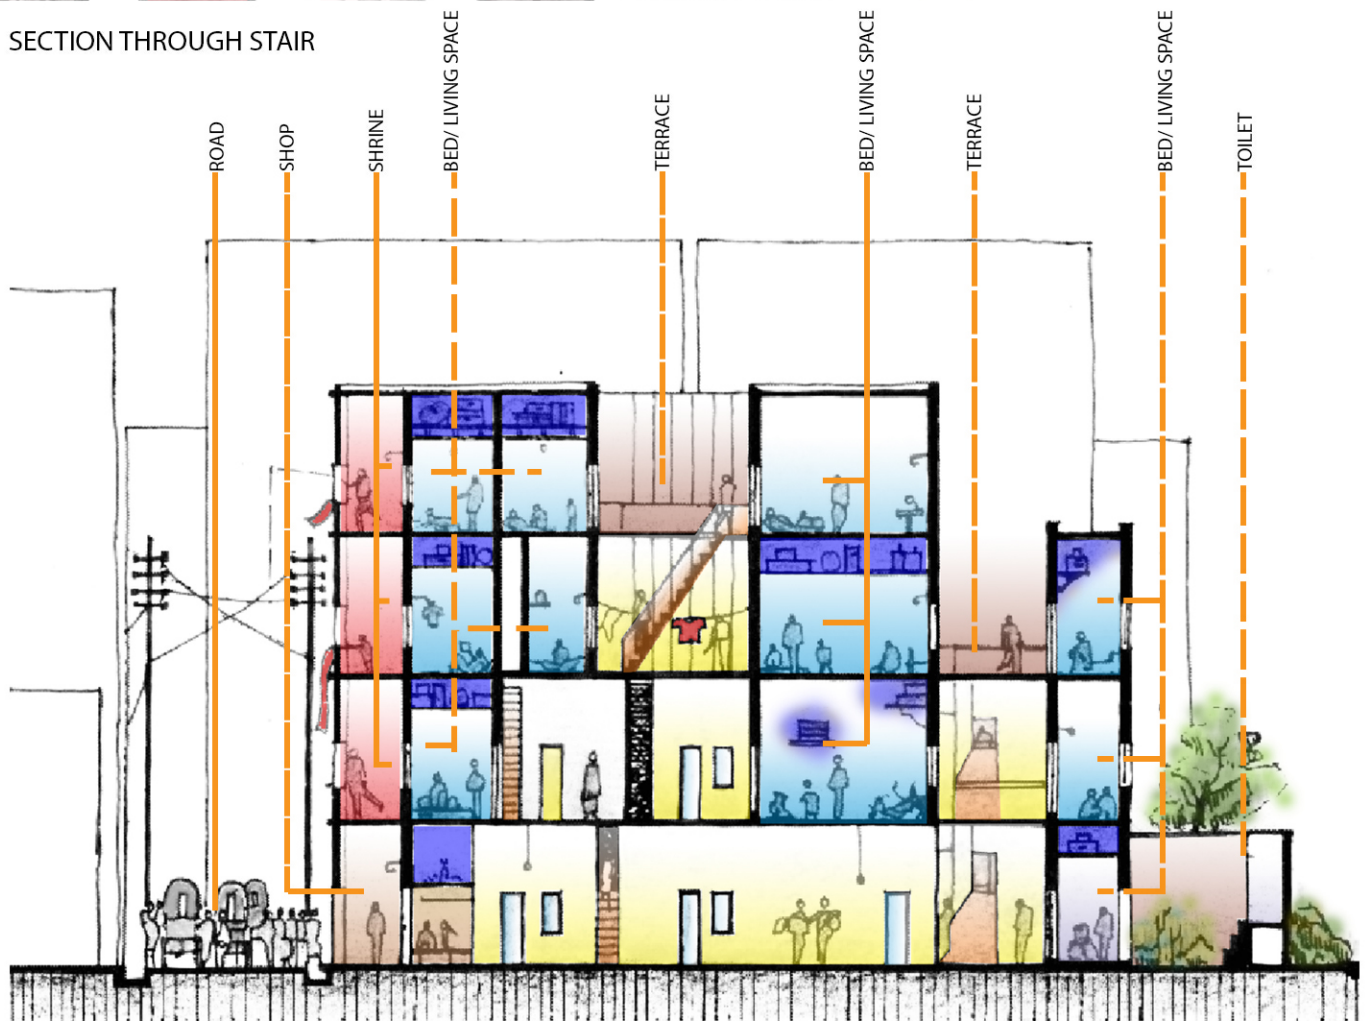 SECTION THROUGH STAIR
ROAD
SHOP
SHRINE
BED/ LIVING SPACE
TERRACE
BED/ LIVING SPACE
TERRACE
BED/ LIVING SPACE
TOILET